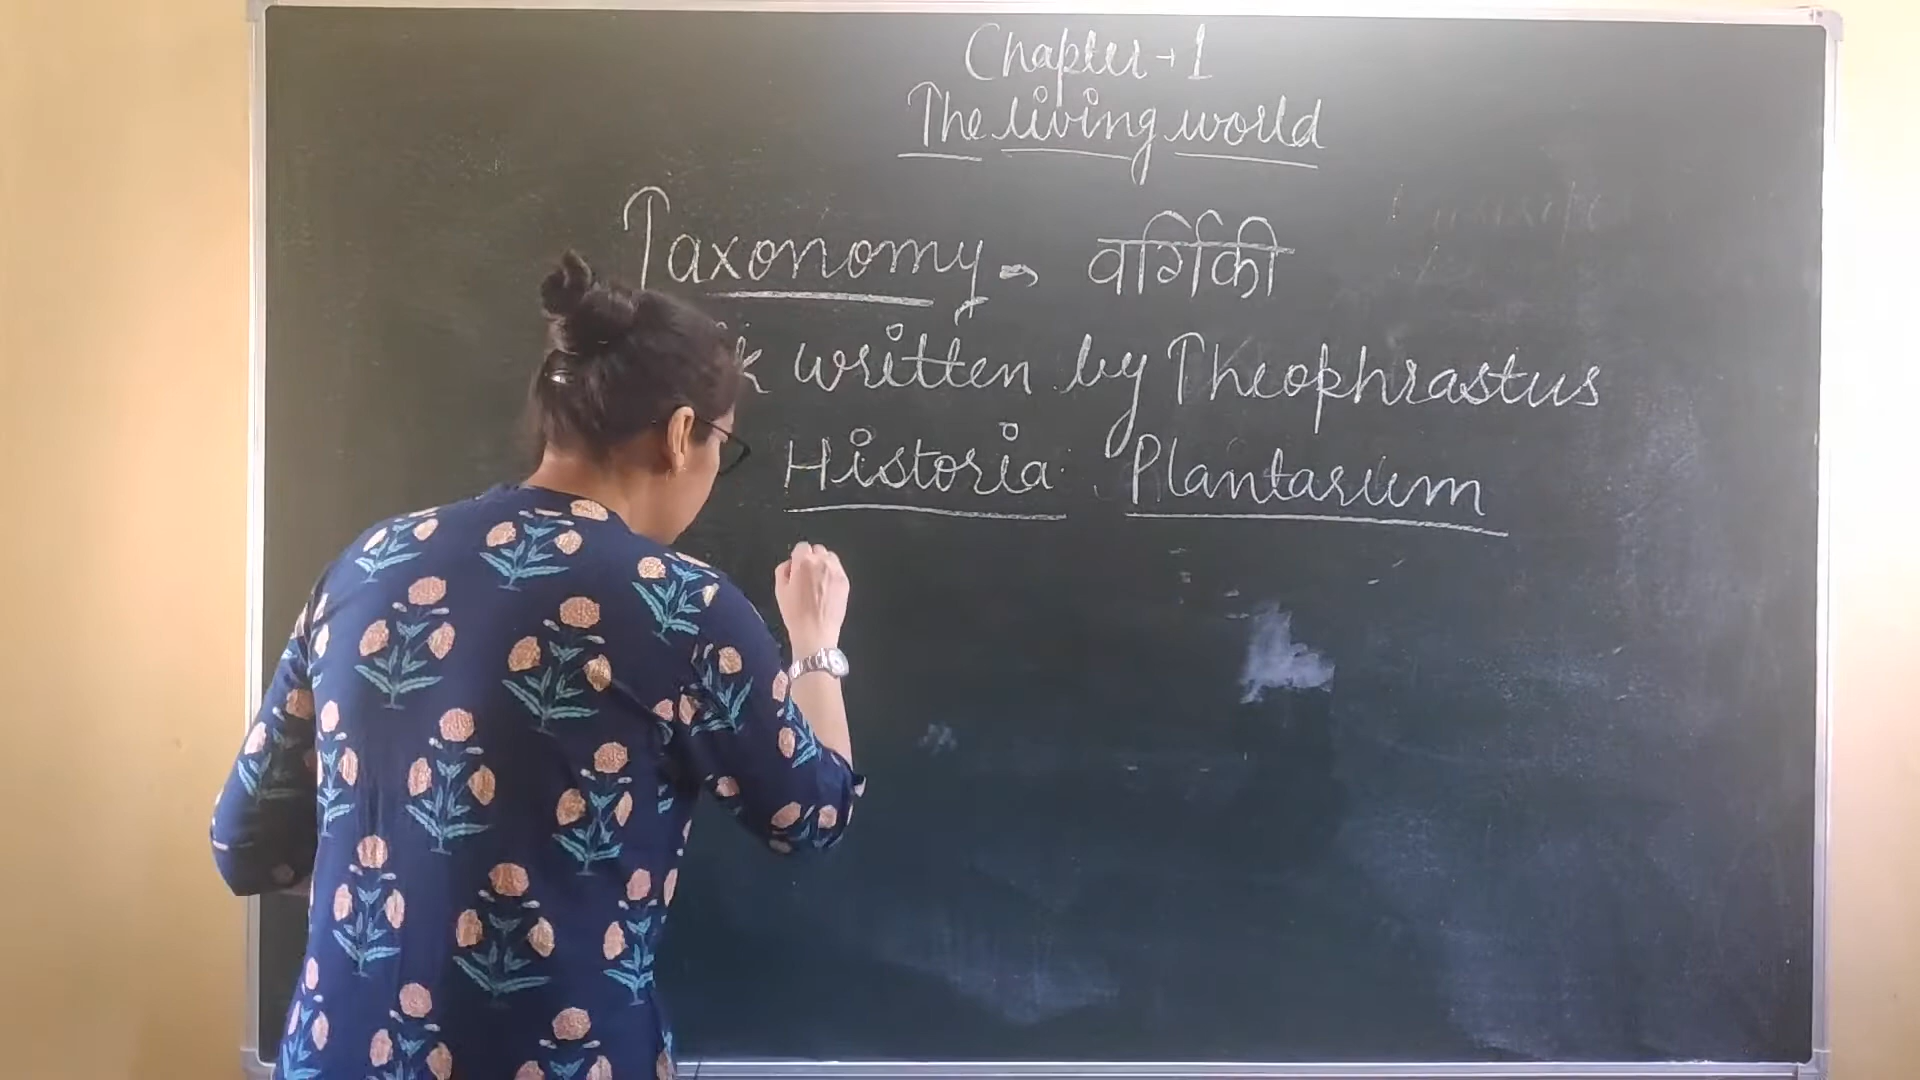 Chapter → 1
The living world
Taxonomy → वर्गिकी
written by Theophrastus
Historia Plantarum